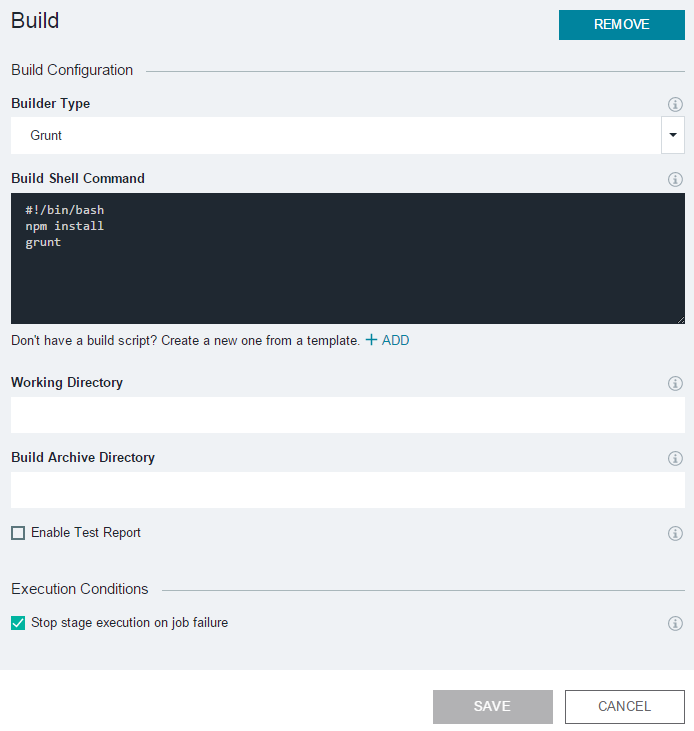 Build
REMOVE
Build Configuration
Builder Type
Grunt
Build Shell Command
#!/bin/bash
npm install
grunt
Don't have a build script? Create a new one from a template. + ADD
Working Directory
Build Archive Directory
Enable Test Report
Execution Conditions
Stop stage execution on job failure
SAVE
CANCEL